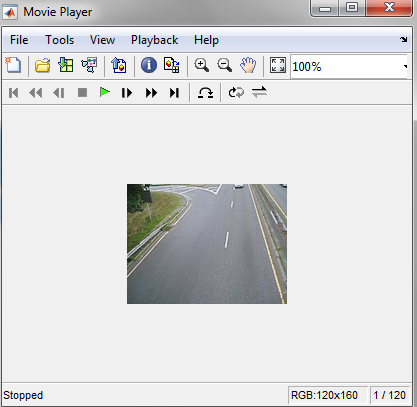 Movie Player
File Tools View Playback Help
100%
Stopped
RGB:120x160
1 / 120